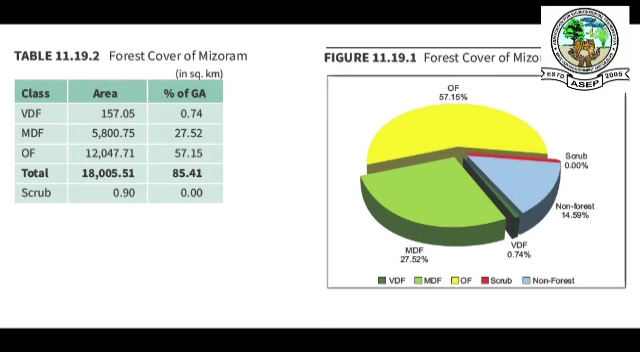 TABLE 11.19.2 Forest Cover of Mizoram
(in sq. km)
Class Area % of GA
VDF 157.05 0.74
MDF 5,800.75 27.52
OF 12,047.71 57.15
Total 18,005.51 85.41
Scrub 0.90 0.00
FIGURE 11.19.1 Forest Cover of Mizo
OF
57.15%
Scrub
0.00%
Non-forest
14.59%
VDF
0.74%
MDF
27.52%
VDF MDF OF Scrub Non-Forest
ESTD 2005
ASEP